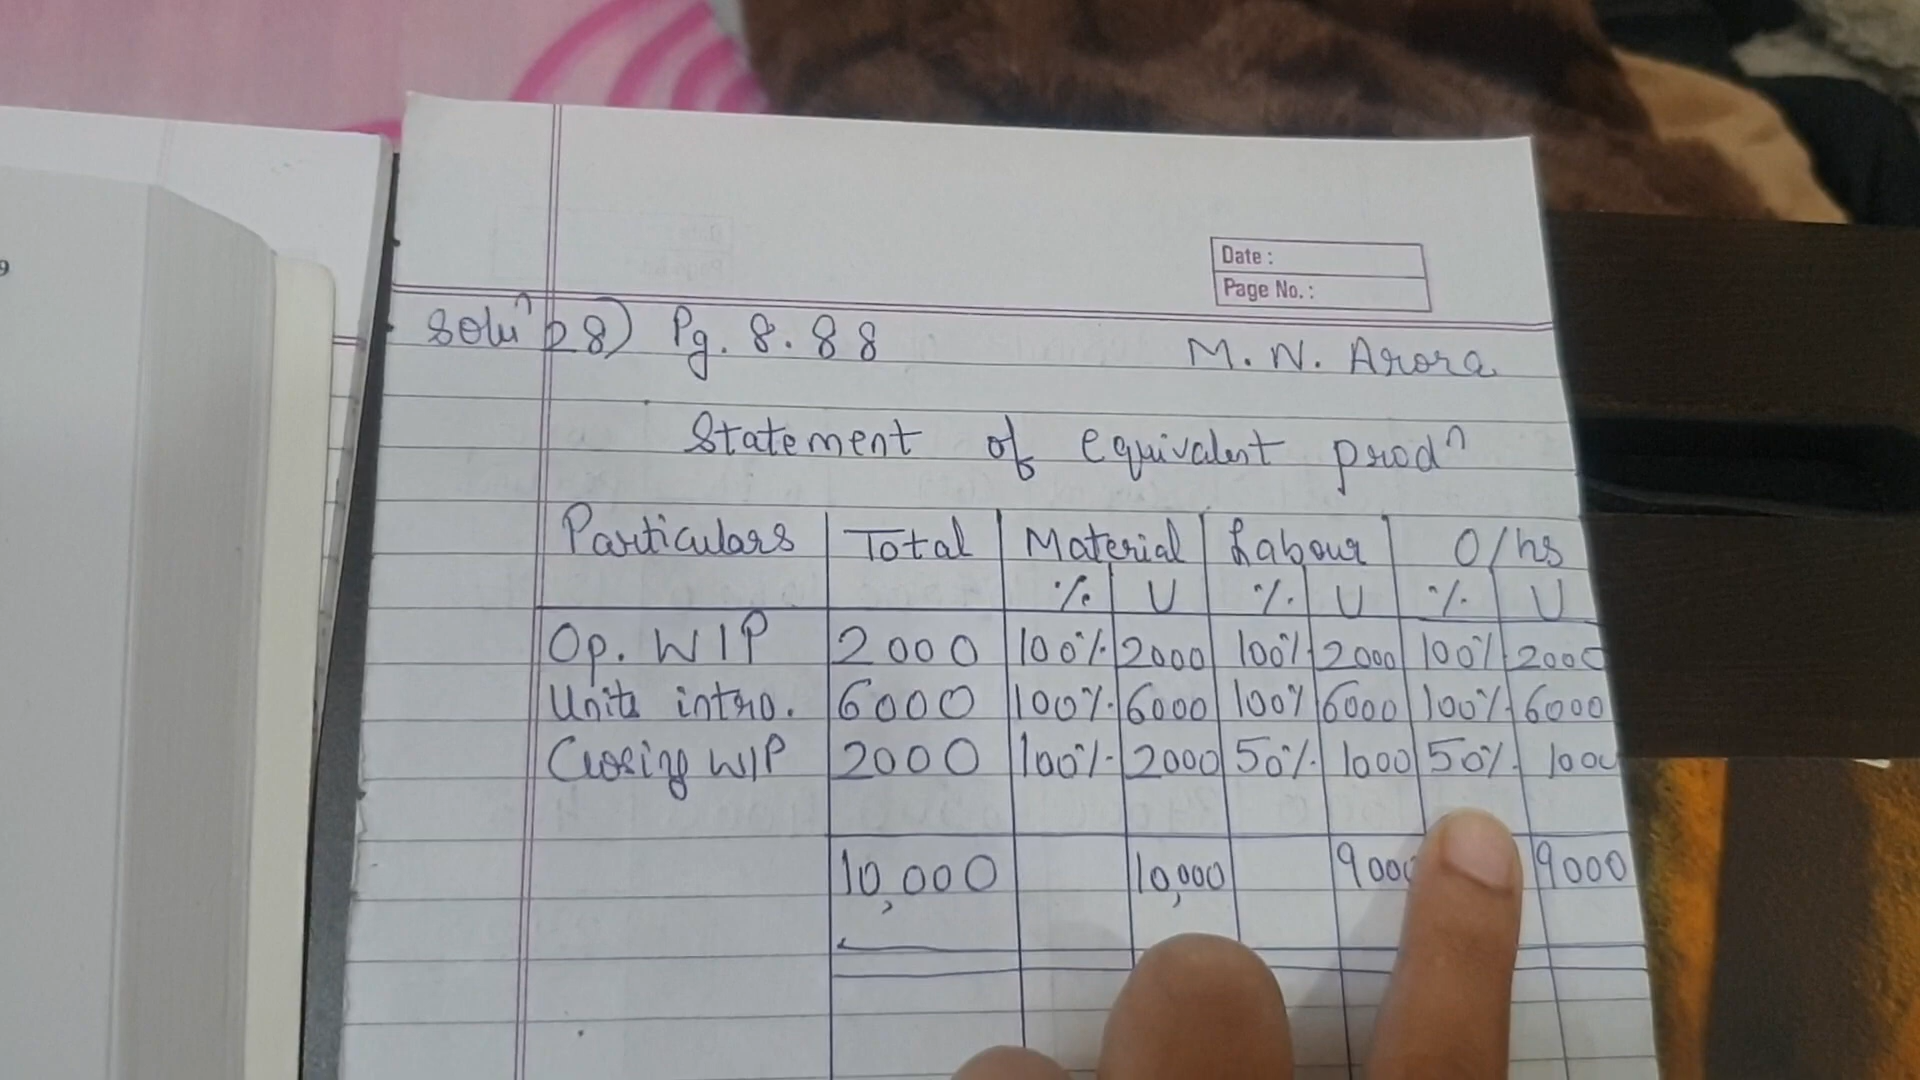 9
Date :
Page No. :
Solu^n 28) Pg. 8.88 M. N. Arora
Statement of equivalent prod^n
Particulars Total Material Labour O/hs
% U % U % U
Op. WIP 2000 100% 2000 100% 2000 100% 2000
Units intro. 6000 100% 6000 100% 6000 100% 6000
Closing WIP 2000 100% 2000 50% 1000 50% 1000
10,000 10,000 9000 9000